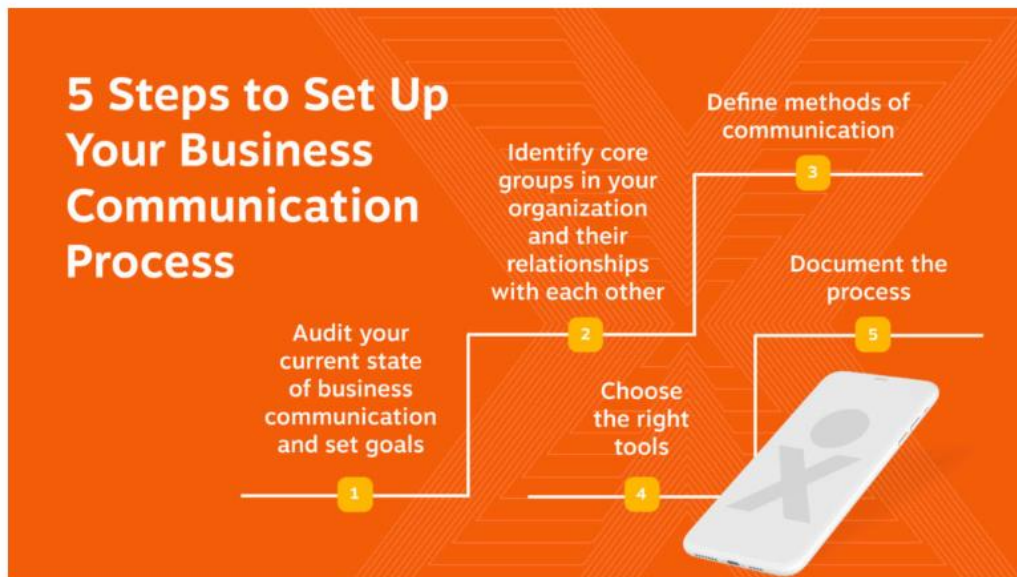 5 Steps to Set Up
Your Business
Communication
Process
Audit your
current state
of business
communication
and set goals
1
Identify core
groups in your
organization
and their
relationships
with each other
2
Define methods of
communication
3
Choose
the right
tools
4
Document the
process
5